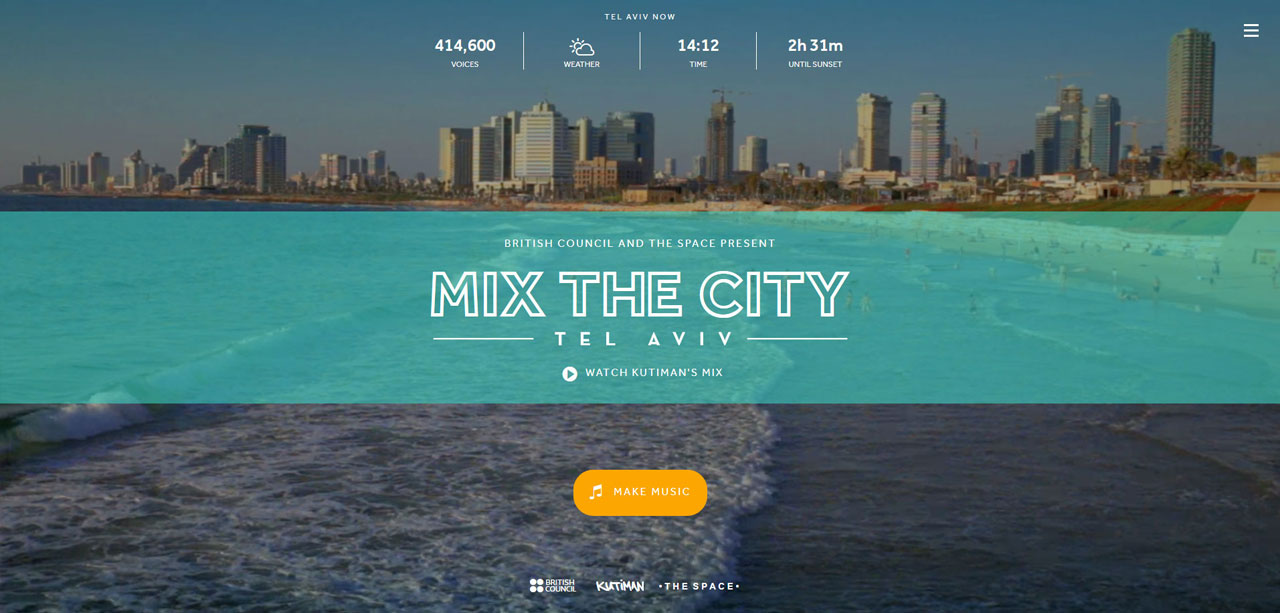 TEL AVIV NOW
414,600
VOICES
WEATHER
14:12
TIME
2h 31m
UNTIL SUNSET
BRITISH COUNCIL AND THE SPACE PRESENT
MIX THE CITY
TEL AVIV
WATCH KUTIMAN'S MIX
MAKE MUSIC
BRITISH
COUNCIL
KUTIMAN
•THE SPACE•